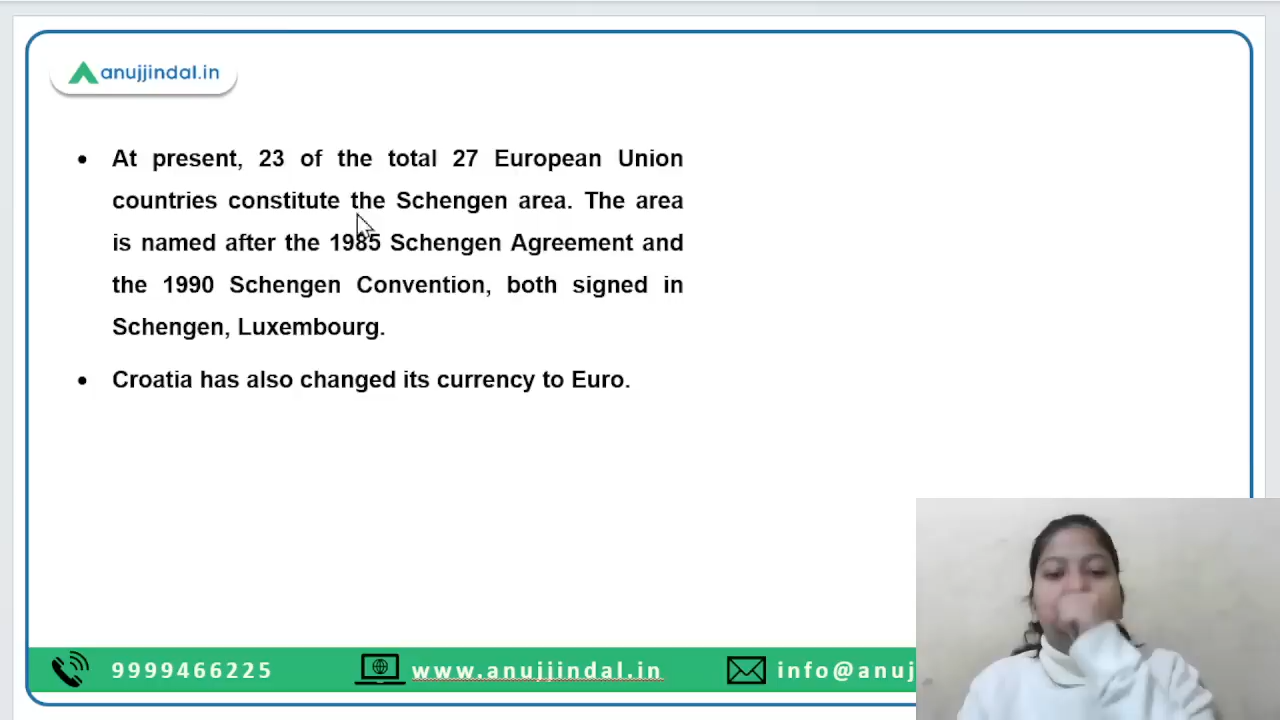 anujjindal.in
• At present, 23 of the total 27 European Union
countries constitute the Schengen area. The area
is named after the 1985 Schengen Agreement and
the 1990 Schengen Convention, both signed in
Schengen, Luxembourg.
• Croatia has also changed its currency to Euro.
9999466225 www.anujjindal.in info@anuj